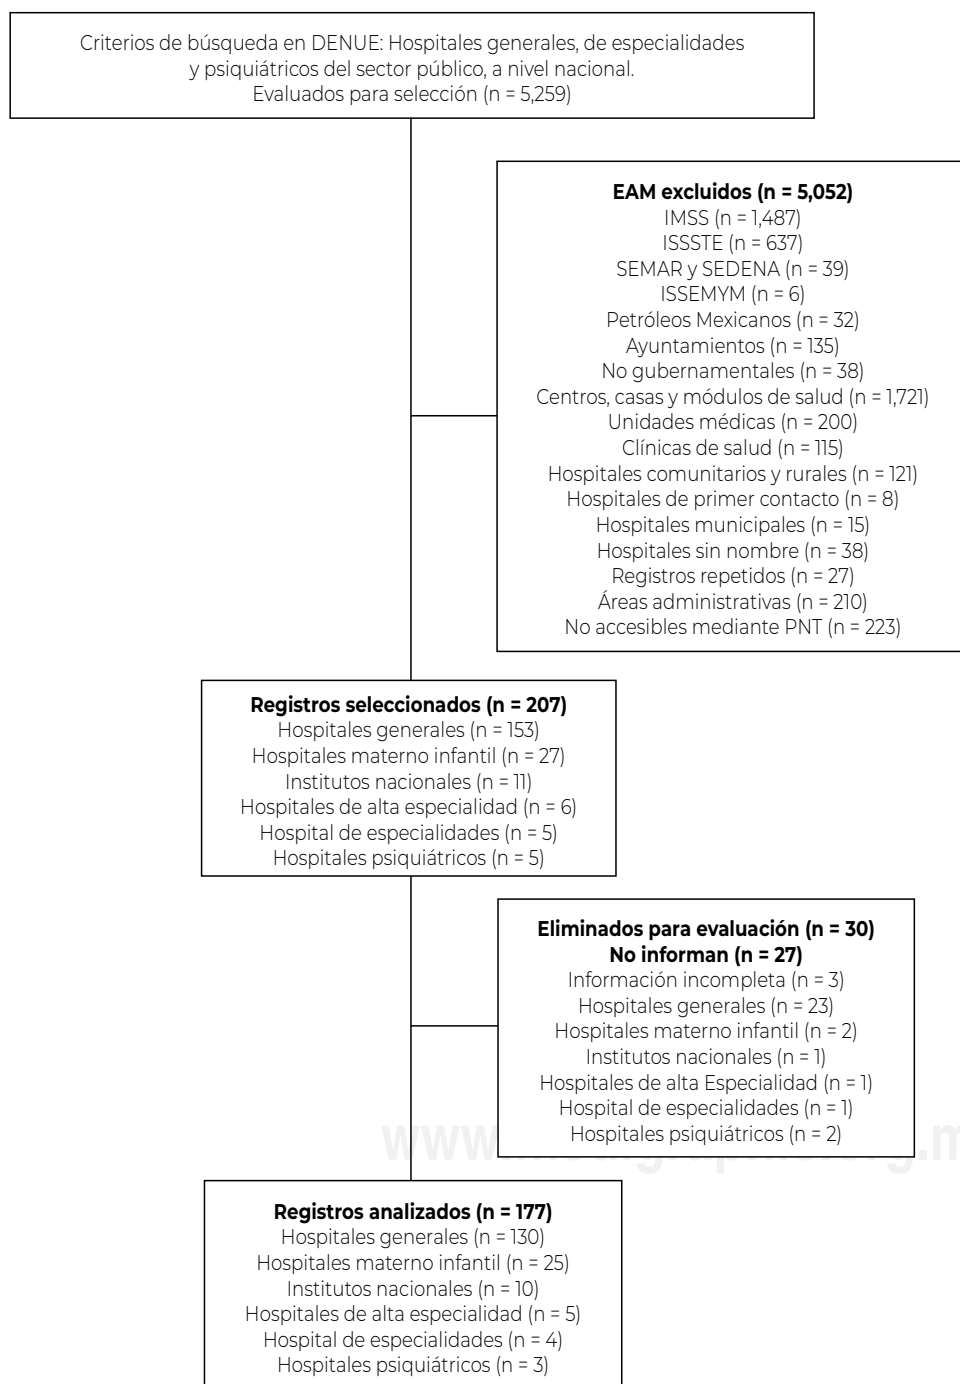 Criterios de búsqueda en DENUE: Hospitales generales, de especialidades
y psiquiátricos del sector público, a nivel nacional.
Evaluados para selección (n = 5,259)
EAM excluidos (n = 5,052)
IMSS (n = 1,487)
ISSSTE (n = 637)
SEMAR y SEDENA (n = 39)
ISSEMYM (n = 6)
Petróleos Mexicanos (n = 32)
Ayuntamientos (n = 135)
No gubernamentales (n = 38)
Centros, casas y módulos de salud (n = 1,721)
Unidades médicas (n = 200)
Clínicas de salud (n = 115)
Hospitales comunitarios y rurales (n = 121)
Hospitales de primer contacto (n = 8)
Hospitales municipales (n = 15)
Hospitales sin nombre (n = 38)
Registros repetidos (n = 27)
Áreas administrativas (n = 210)
No accesibles mediante PNT (n = 223)
Registros seleccionados (n = 207)
Hospitales generales (n = 153)
Hospitales materno infantil (n = 27)
Institutos nacionales (n = 11)
Hospitales de alta especialidad (n = 6)
Hospital de especialidades (n = 5)
Hospitales psiquiátricos (n = 5)
Eliminados para evaluación (n = 30)
No informan (n = 27)
Información incompleta (n = 3)
Hospitales generales (n = 23)
Hospitales materno infantil (n = 2)
Institutos nacionales (n = 1)
Hospitales de alta Especialidad (n = 1)
Hospital de especialidades (n = 1)
Hospitales psiquiátricos (n = 2)
Registros analizados (n = 177)
Hospitales generales (n = 130)
Hospitales materno infantil (n = 25)
Institutos nacionales (n = 10)
Hospitales de alta especialidad (n = 5)
Hospital de especialidades (n = 4)
Hospitales psiquiátricos (n = 3)